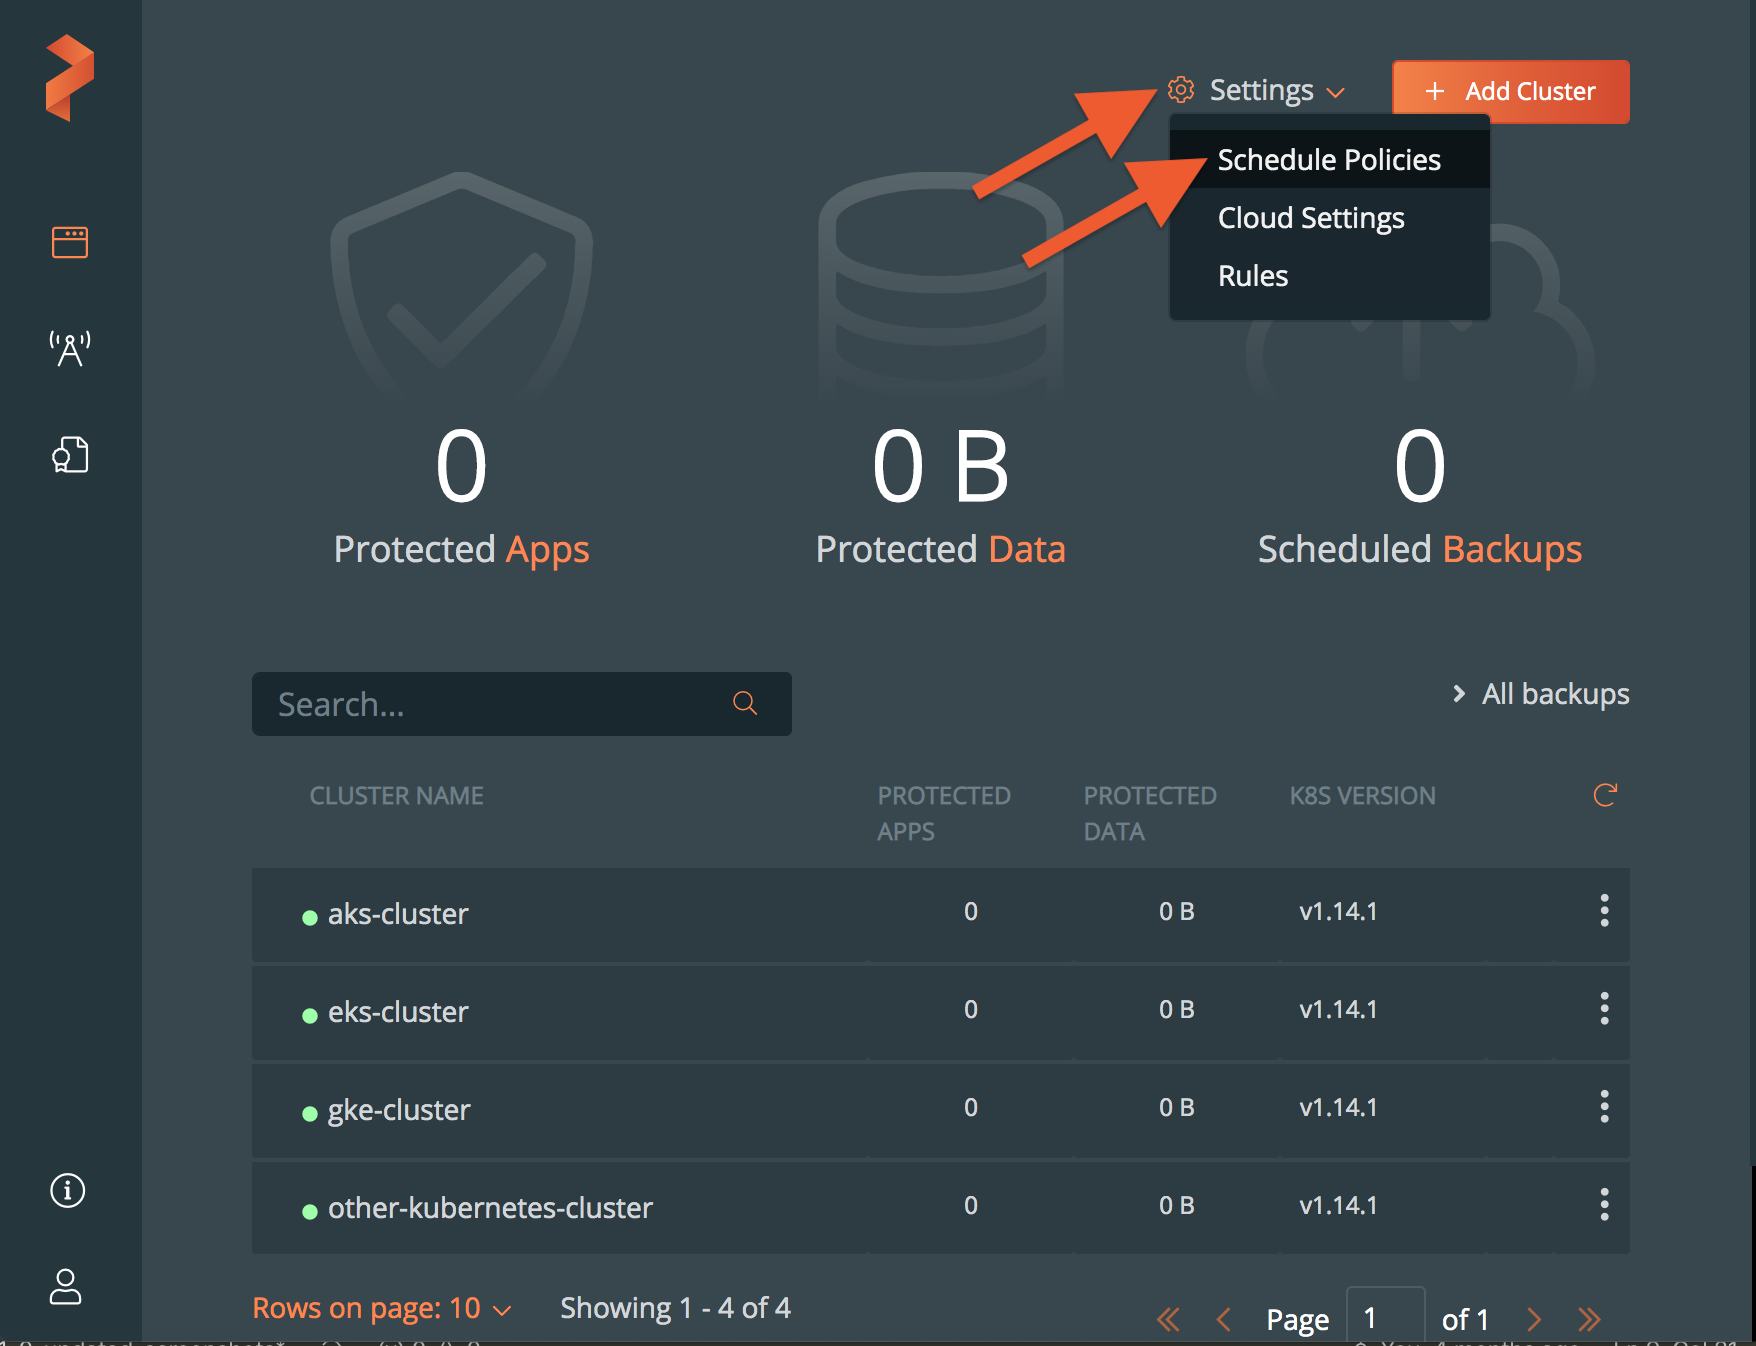 Settings
+ Add Cluster
Schedule Policies
Cloud Settings
Rules
0
Protected Apps
0 B
Protected Data
0
Scheduled Backups
Search...
All backups
CLUSTER NAME
PROTECTED APPS
PROTECTED DATA
K8S VERSION
aks-cluster 0 0 B v1.14.1
eks-cluster 0 0 B v1.14.1
gke-cluster 0 0 B v1.14.1
other-kubernetes-cluster 0 0 B v1.14.1
Rows on page: 10 Showing 1 - 4 of 4 Page 1 of 1